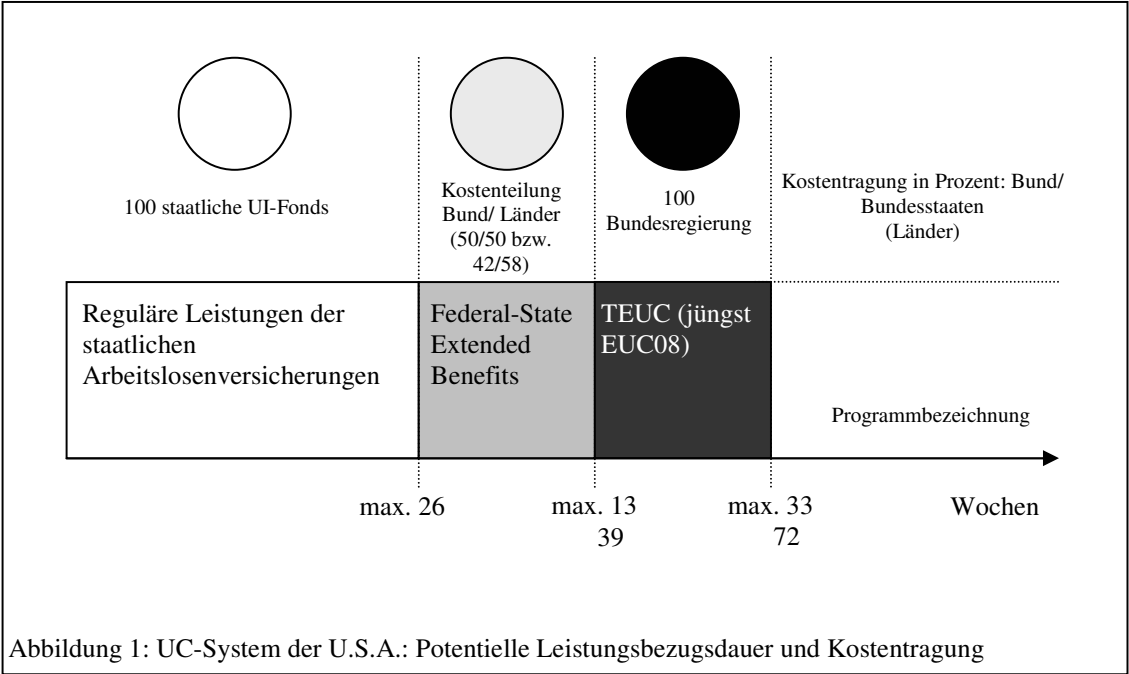 100 staatliche UI-Fonds
Kostenteilung
Bund/ Länder
(50/50 bzw.
42/58)
100
Bundesregierung
Kostentragung in Prozent: Bund/
Bundesstaaten
(Länder)
Reguläre Leistungen der
staatlichen
Arbeitslosenversicherungen
Federal-State
Extended
Benefits
TEUC (jüngst
EUC08)
Programmbezeichnung
max. 26
max. 13
39
max. 33
72
Wochen
Abbildung 1: UC-System der U.S.A.: Potentielle Leistungsbezugsdauer und Kostentragung